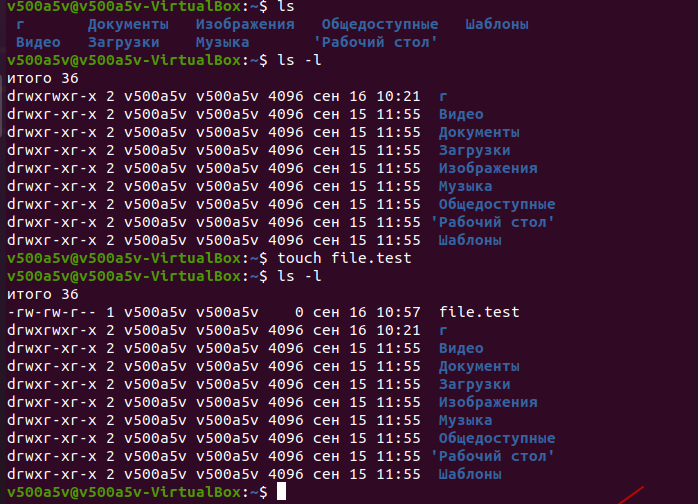 v500a5v@v500a5v-VirtualBox:~$ ls
г Документы Изображения Общедоступные Шаблоны
Видео Загрузки Музыка 'Рабочий стол'
v500a5v@v500a5v-VirtualBox:~$ ls -l
итого 36
drwxrwxr-x 2 v500a5v v500a5v 4096 сен 16 10:21 г
drwxr-xr-x 2 v500a5v v500a5v 4096 сен 15 11:55 Видео
drwxr-xr-x 2 v500a5v v500a5v 4096 сен 15 11:55 Документы
drwxr-xr-x 2 v500a5v v500a5v 4096 сен 15 11:55 Загрузки
drwxr-xr-x 2 v500a5v v500a5v 4096 сен 15 11:55 Изображения
drwxr-xr-x 2 v500a5v v500a5v 4096 сен 15 11:55 Музыка
drwxr-xr-x 2 v500a5v v500a5v 4096 сен 15 11:55 Общедоступные
drwxr-xr-x 2 v500a5v v500a5v 4096 сен 15 11:55 'Рабочий стол'
drwxr-xr-x 2 v500a5v v500a5v 4096 сен 15 11:55 Шаблоны
v500a5v@v500a5v-VirtualBox:~$ touch file.test
v500a5v@v500a5v-VirtualBox:~$ ls -l
итого 36
-rw-rw-r-- 1 v500a5v v500a5v 0 сен 16 10:57 file.test
drwxrwxr-x 2 v500a5v v500a5v 4096 сен 16 10:21 г
drwxr-xr-x 2 v500a5v v500a5v 4096 сен 15 11:55 Видео
drwxr-xr-x 2 v500a5v v500a5v 4096 сен 15 11:55 Документы
drwxr-xr-x 2 v500a5v v500a5v 4096 сен 15 11:55 Загрузки
drwxr-xr-x 2 v500a5v v500a5v 4096 сен 15 11:55 Изображения
drwxr-xr-x 2 v500a5v v500a5v 4096 сен 15 11:55 Музыка
drwxr-xr-x 2 v500a5v v500a5v 4096 сен 15 11:55 Общедоступные
drwxr-xr-x 2 v500a5v v500a5v 4096 сен 15 11:55 'Рабочий стол'
drwxr-xr-x 2 v500a5v v500a5v 4096 сен 15 11:55 Шаблоны
v500a5v@v500a5v-VirtualBox:~$